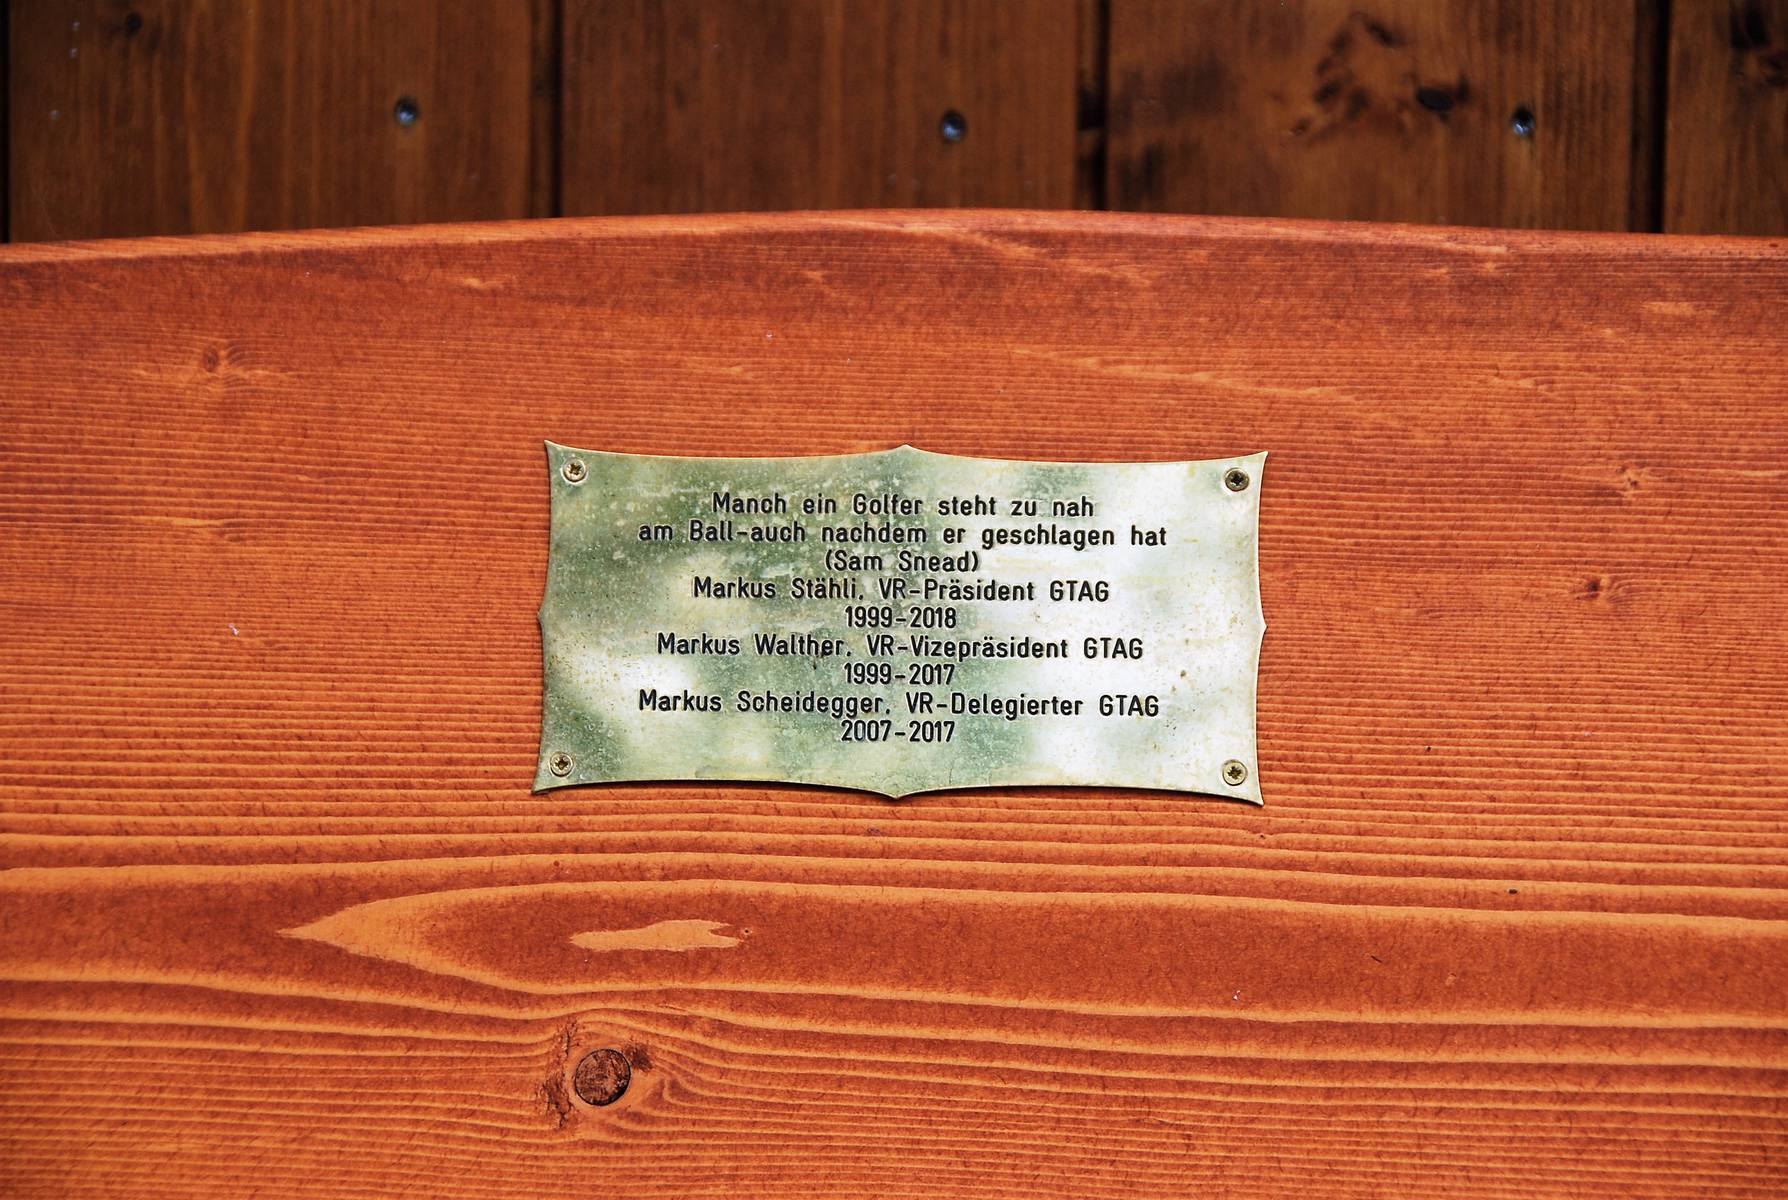 Manch ein Golfer steht zu nah
am Ball-auch nachdem er geschlagen hat
(Sam Snead)
Markus Stähli, VR-Präsident GTAG
1999-2018
Markus Walther, VR-Vizepräsident GTAG
1999-2017
Markus Scheidegger, VR-Delegierter GTAG
2007-2017